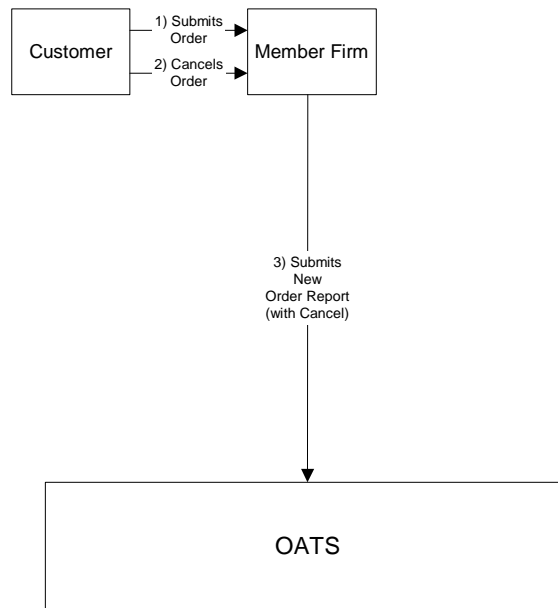 1) Submits
Order
Customer
Member Firm
2) Cancels
Order
3) Submits
New
Order Report
(with Cancel)
OATS